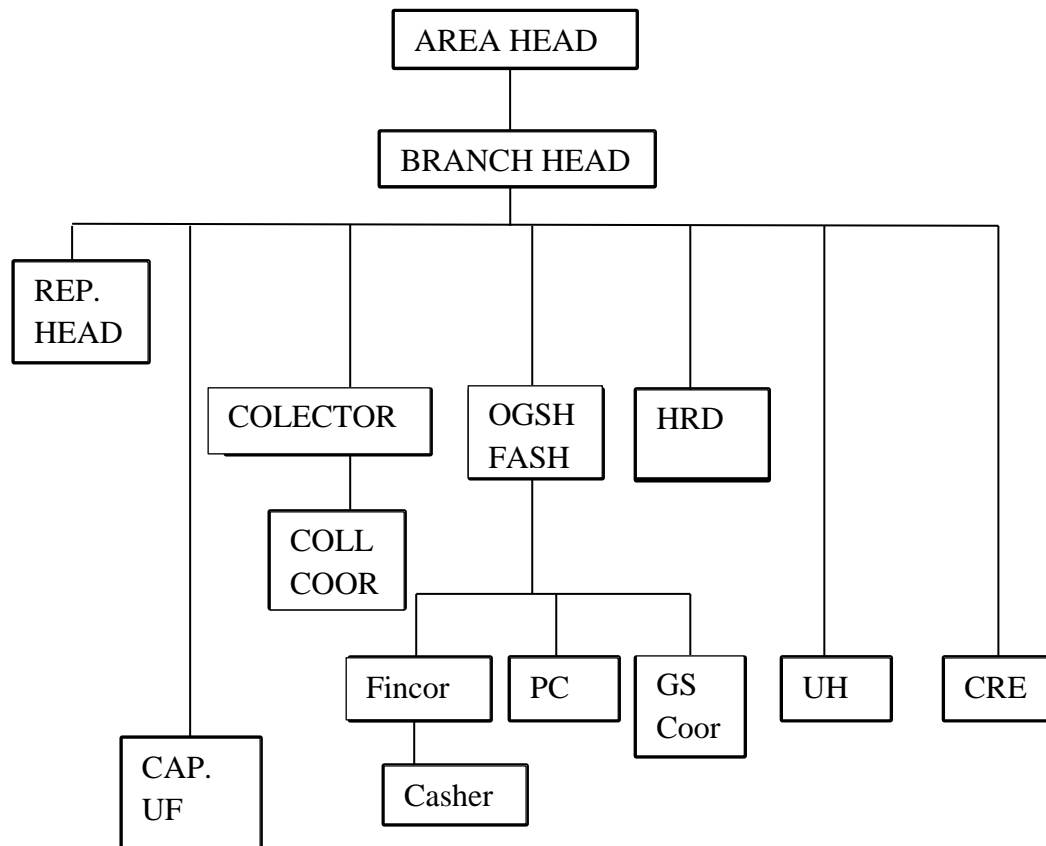 AREA HEAD
BRANCH HEAD
REP.
HEAD
COLECTOR
OGSH
FASH
HRD
COLL
COOR
Fincor
PC
GS
Coor
UH
CRE
CAP.
UF
Casher